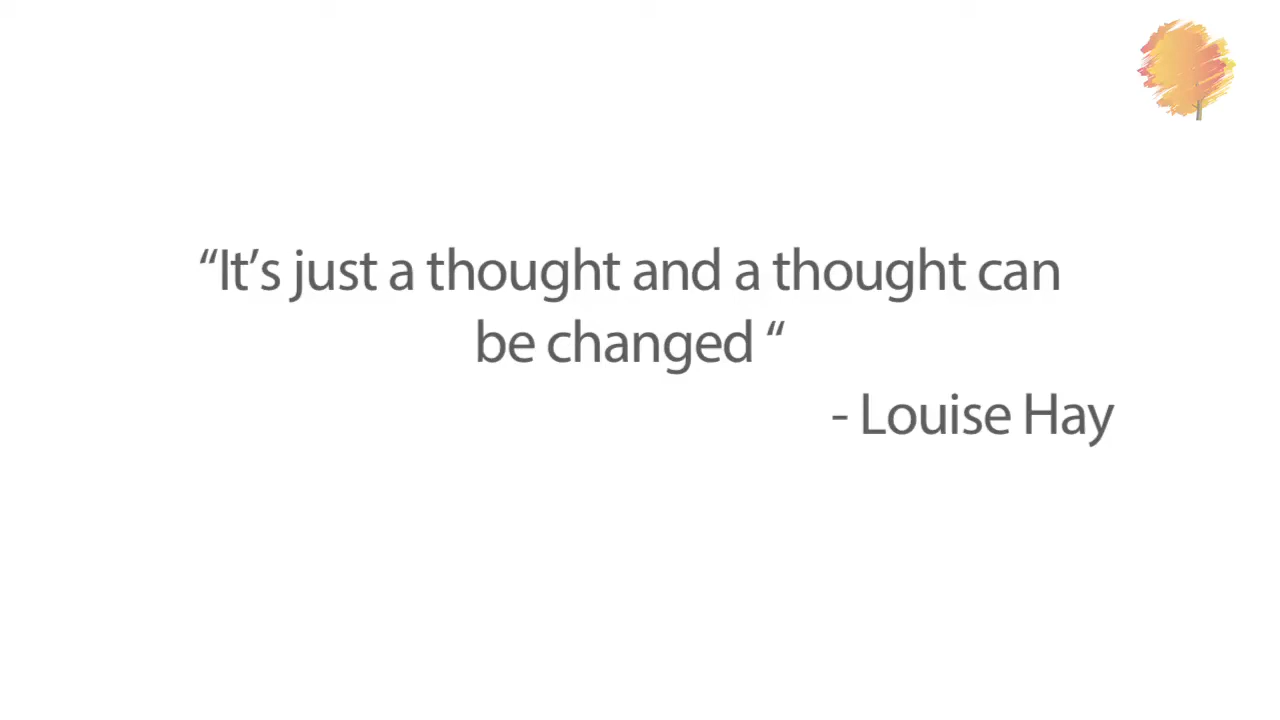 “It’s just a thought and a thought can
be changed “
- Louise Hay